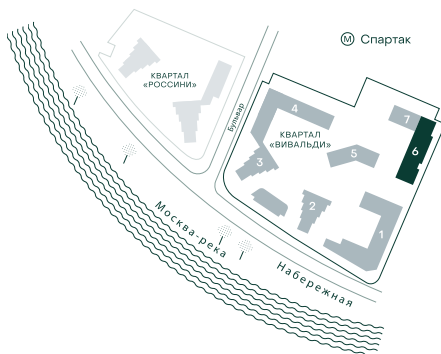 М Спартак
КВАРТАЛ
«РОССИНИ»
Бульвар
4
7
КВАРТАЛ
«ВИВАЛЬДИ»
6
5
3
2
1
Москва-река
Набережная